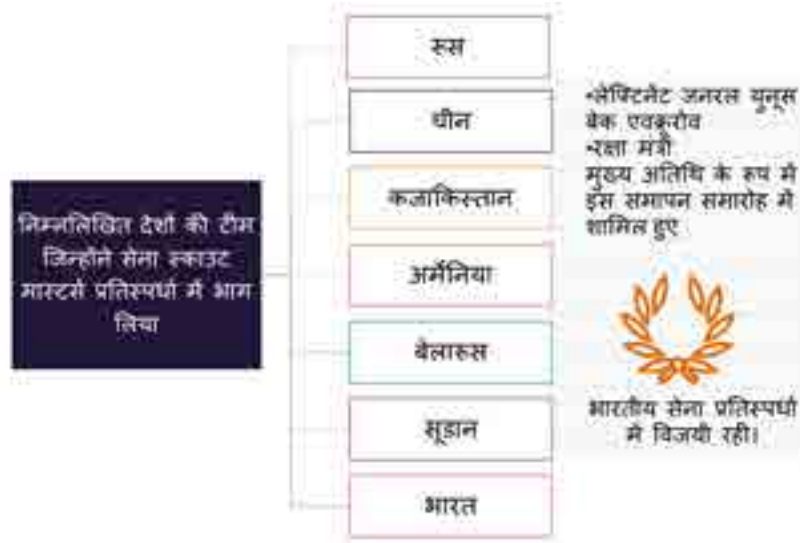 निम्नलिखित देशों की टीम
जिन्होंने सेना स्काउट
मास्टर्स प्रतिस्पर्धा में भाग
लिया
रूस
चीन
कजाकिस्तान
अर्मेनिया
बेलारूस
सूडान
भारत
•लेफ्टिनेंट जनरल युनूस
बेक एवकूरोव
•रक्षा मंत्री
मुख्य अतिथि के रूप में
इस समापन समारोह में
शामिल हुए
भारतीय सेना प्रतिस्पर्धा
में विजयी रही।